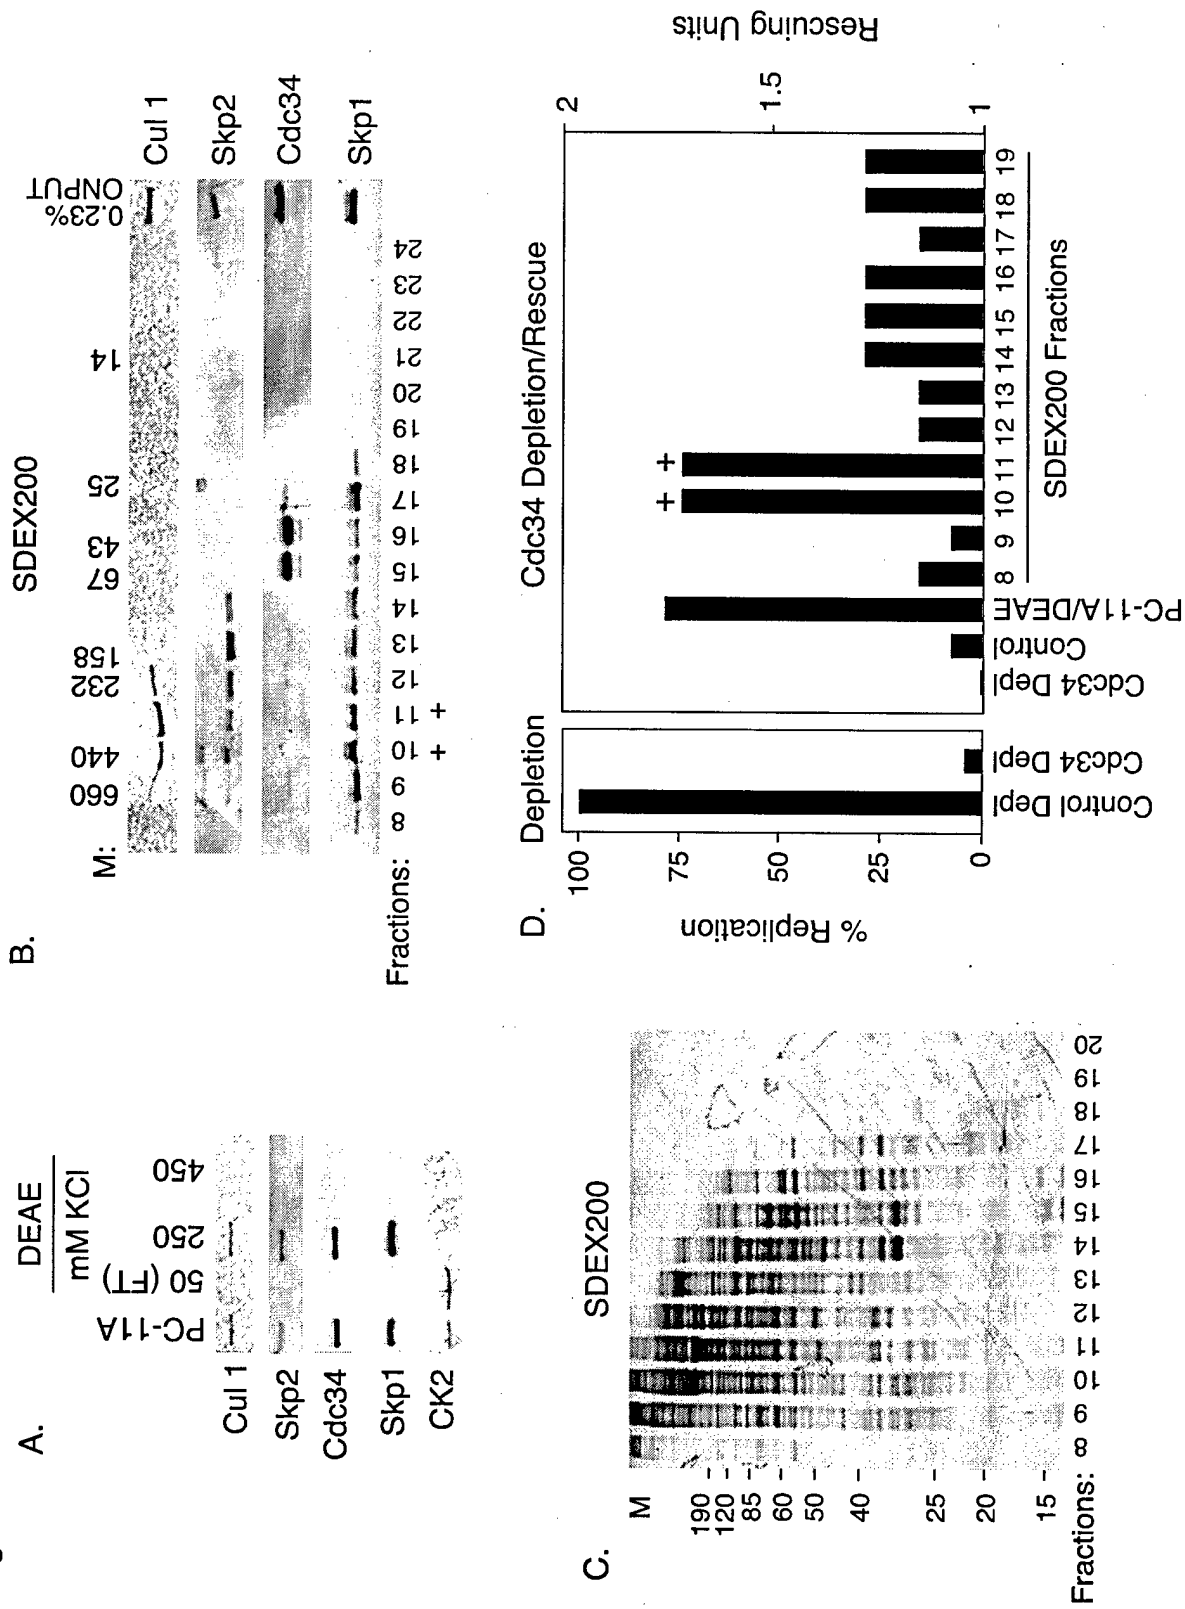 A.
DEAE
mM KCl
PC-11A 50 (FT) 250 450
Cul 1
Skp2
Cdc34
Skp1
CK2
B.
SDEX200
M: 660 440 232 158 67 43 25 14 0.23% ONPUT
Cul 1
Skp2
Cdc34
Skp1
Fractions: 8 9 10 11 12 13 14 15 16 17 18 19 20 21 22 23 24
+ +
C.
SDEX200
M
190
120
85
60
50
40
25
20
15
Fractions: 8 9 10 11 12 13 14 15 16 17 18 19 20
D.
Depletion
% Replication
100
75
25
0
Control Depl
Cdc34 Depl
Cdc34 Depletion/Rescue
+ +
Cdc34 Depl
Control
PC-11A/DEAE
8 9 10 11 12 13 14 15 16 17 18 19
SDEX200 Fractions
2
1.5
1
Rescuing Units